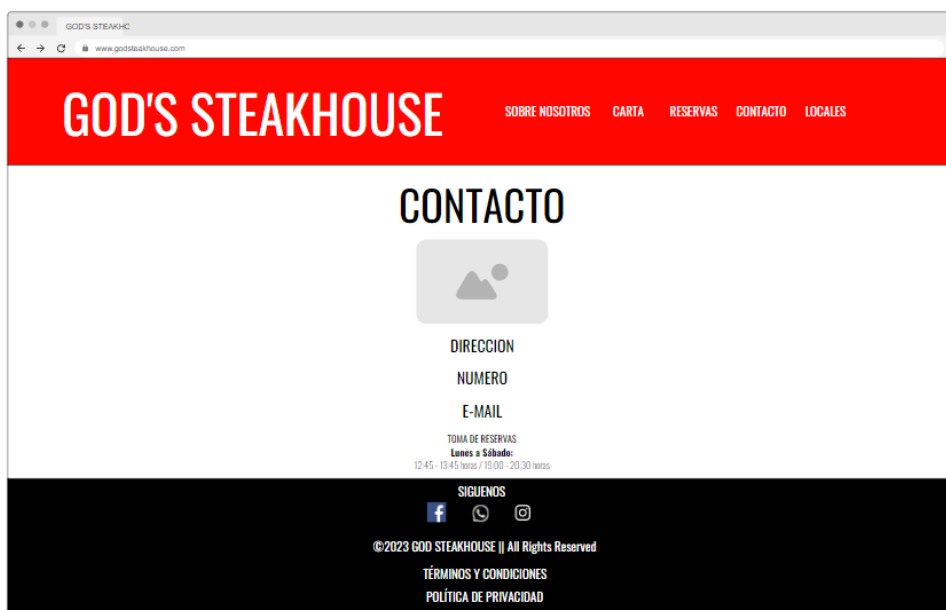 GOD'S STEAKHC
www.godsteakhouse.com
GOD'S STEAKHOUSE
SOBRE NOSOTROS CARTA RESERVAS CONTACTO LOCALES
CONTACTO
DIRECCION
NUMERO
E-MAIL
TOMA DE RESERVAS
Lunes a Sábado:
12:45 - 13:45 horas / 19:00 - 20:30 horas
SIGUENOS
©2023 GOD STEAKHOUSE || All Rights Reserved
TÉRMINOS Y CONDICIONES
POLÍTICA DE PRIVACIDAD